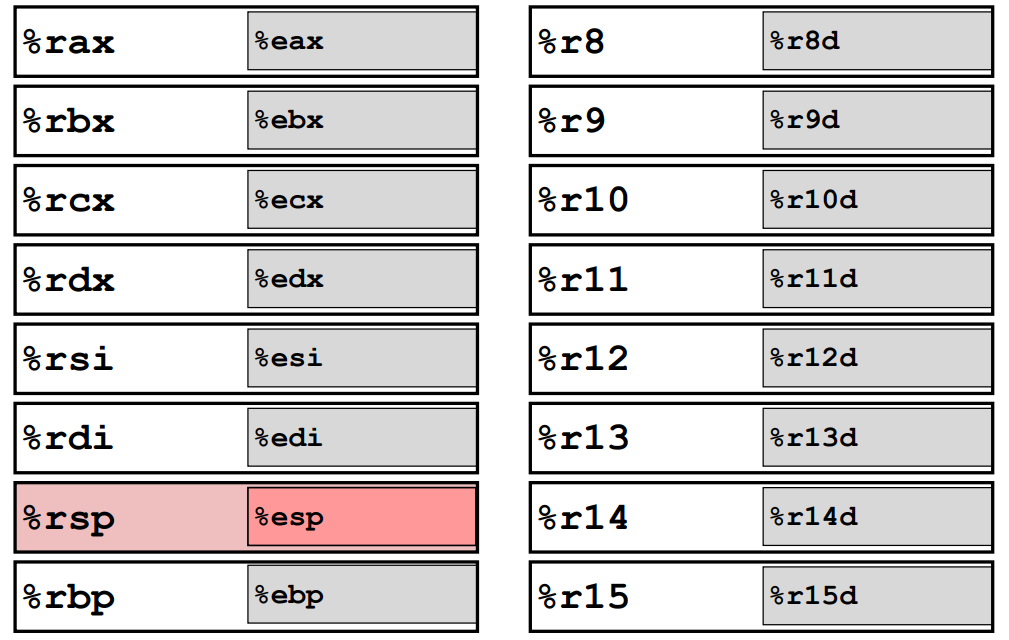 %rax %eax %r8 %r8d
%rbx %ebx %r9 %r9d
%rcx %ecx %r10 %r10d
%rdx %edx %r11 %r11d
%rsi %esi %r12 %r12d
%rdi %edi %r13 %r13d
%rsp %esp %r14 %r14d
%rbp %ebp %r15 %r15d